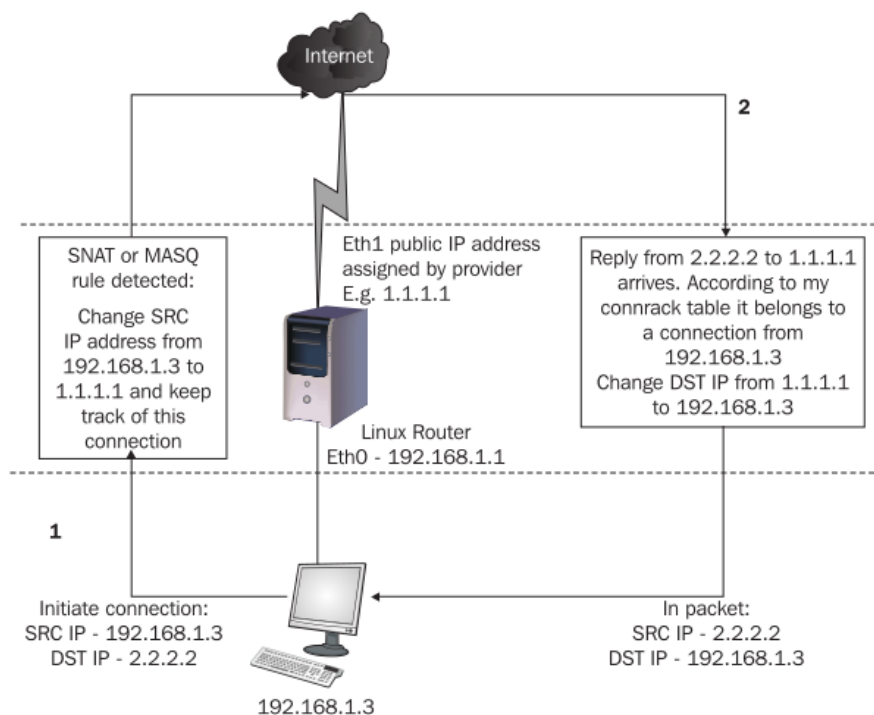 Internet
2
SNAT or MASQ
rule detected:
Change SRC
IP address from
192.168.1.3 to
1.1.1.1 and keep
track of this
connection
Eth1 public IP address
assigned by provider
E.g. 1.1.1.1
Reply from 2.2.2.2 to 1.1.1.1
arrives. According to my
connrack table it belongs to
a connection from
192.168.1.3
Change DST IP from 1.1.1.1
to 192.168.1.3
Linux Router
Eth0 - 192.168.1.1
1
Initiate connection:
SRC IP - 192.168.1.3
DST IP - 2.2.2.2
In packet:
SRC IP - 2.2.2.2
DST IP - 192.168.1.3
192.168.1.3